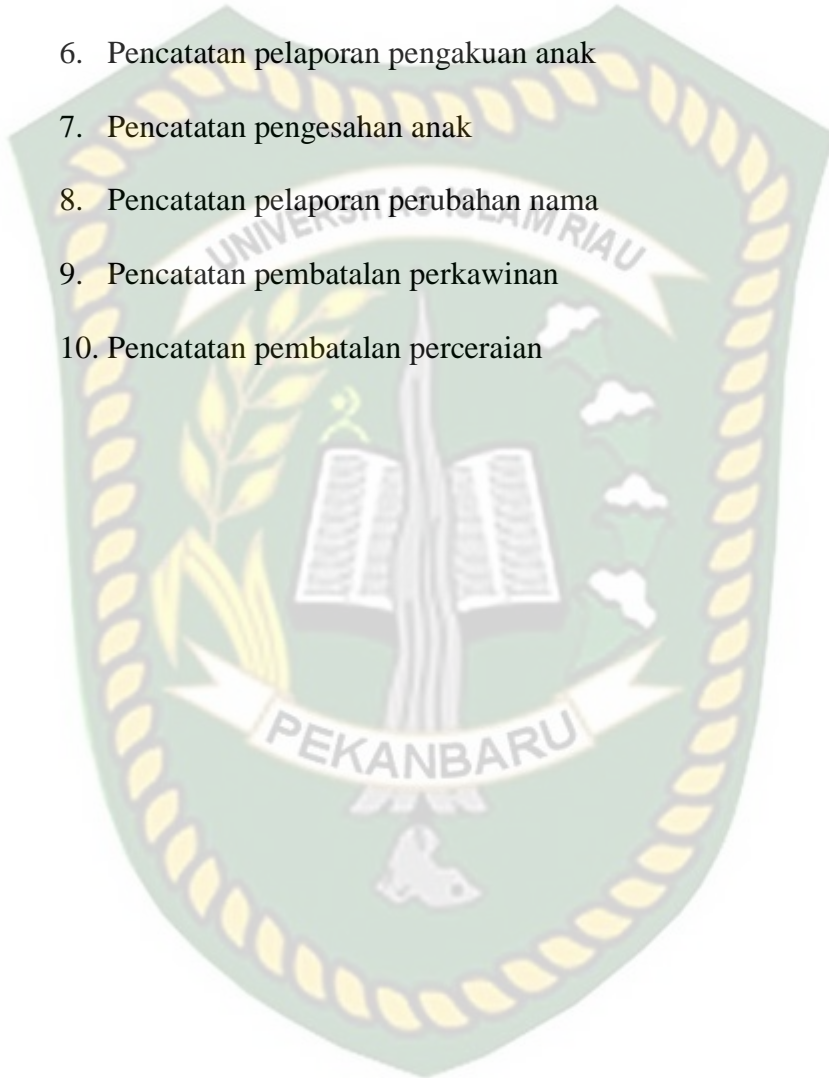 6. Pencatatan pelaporan pengakuan anak
7. Pencatatan pengesahan anak
8. Pencatatan pelaporan perubahan nama
UNIVERSITAS ISLAM RIAU
9. Pencatatan pembatalan perkawinan
10. Pencatatan pembatalan perceraian
PEKANBARU